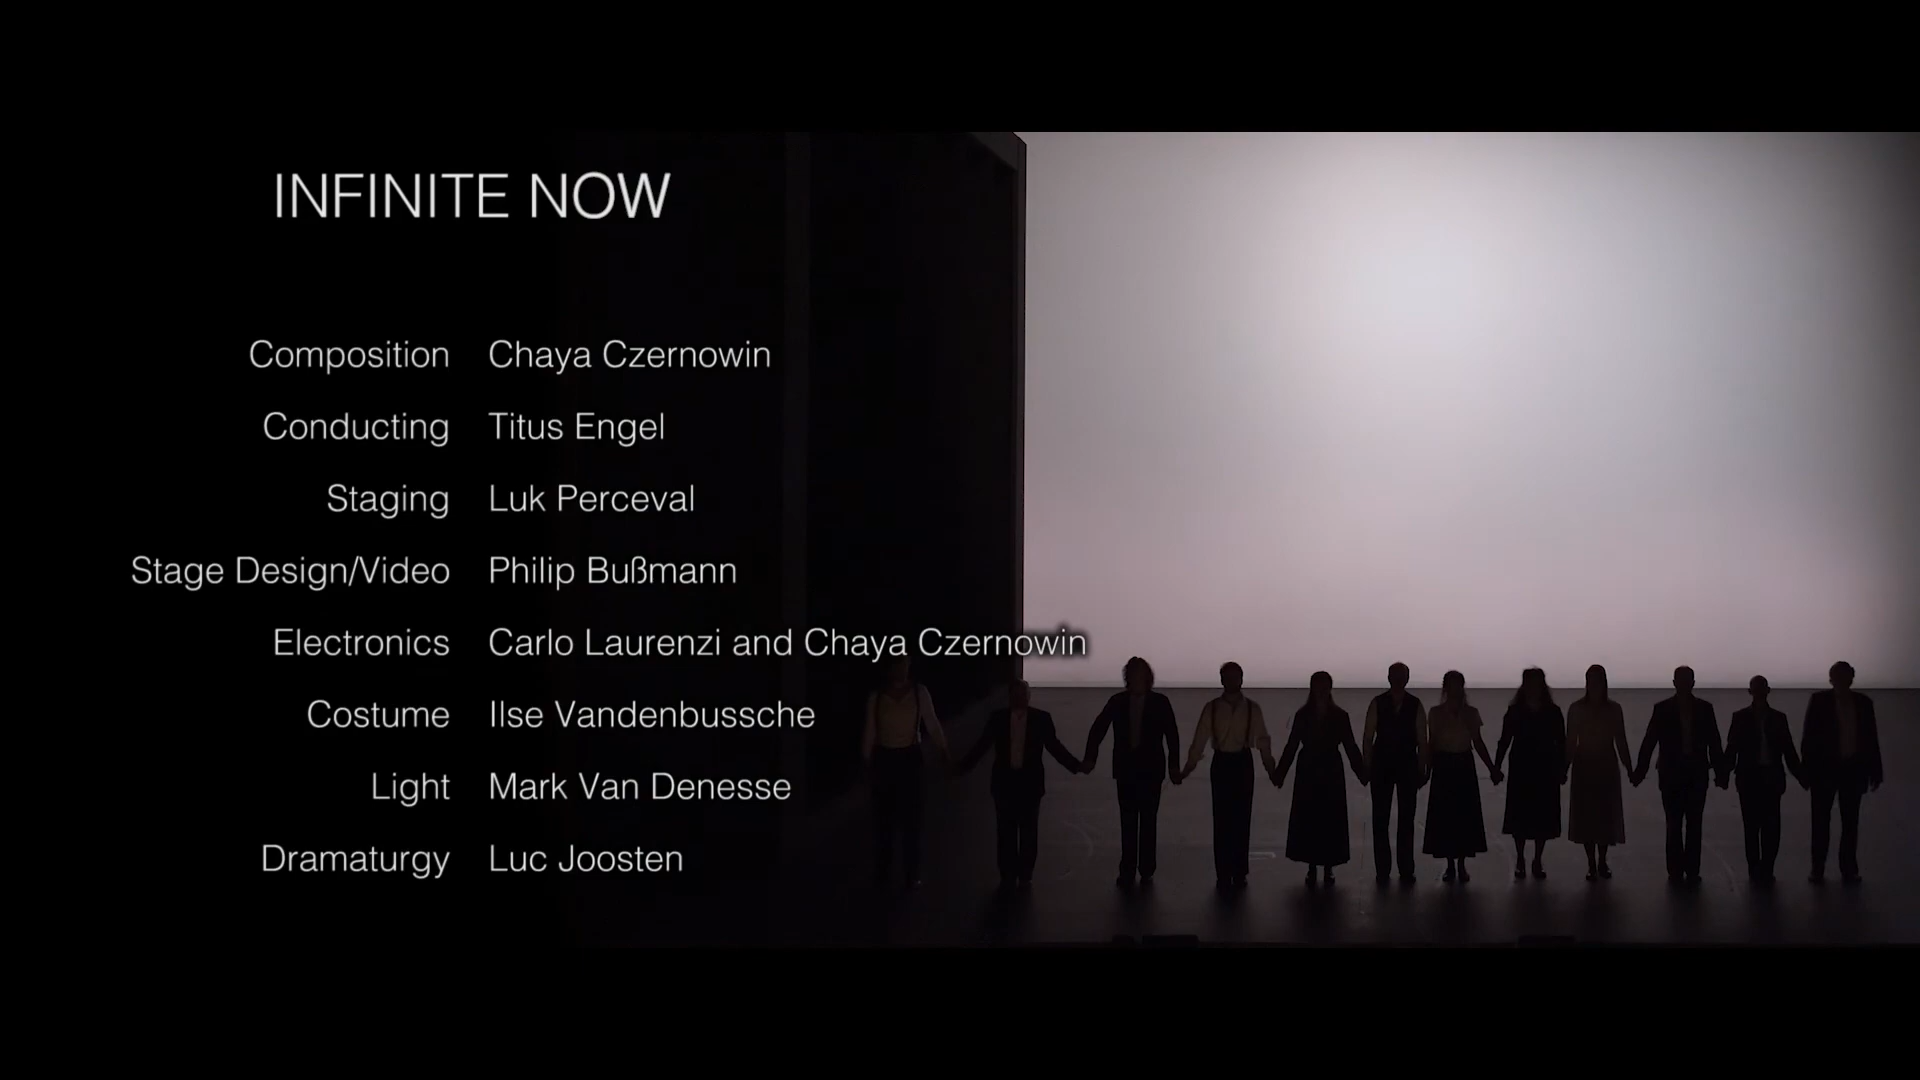 INFINITE NOW
Composition Chaya Czernowin
Conducting Titus Engel
Staging Luk Perceval
Stage Design/Video Philip Bußmann
Electronics Carlo Laurenzi and Chaya Czernowin
Costume Ilse Vandenbussche
Light Mark Van Denesse
Dramaturgy Luc Joosten